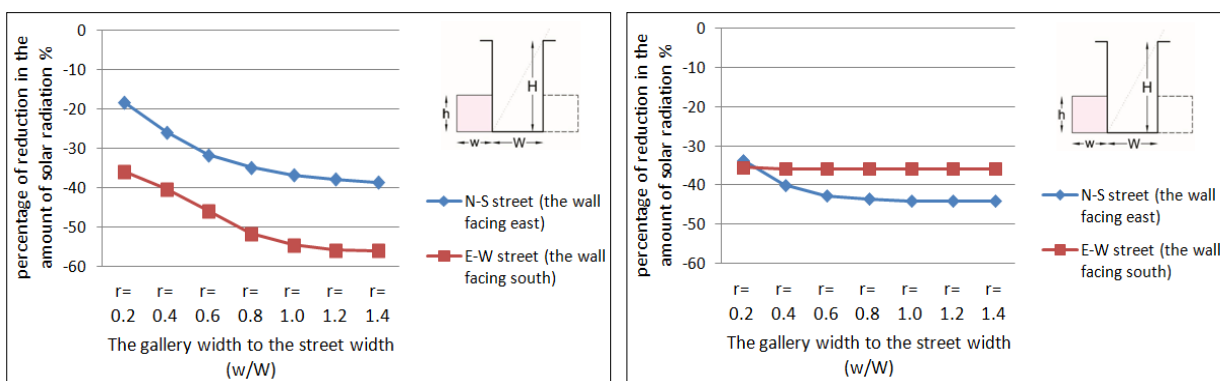 percentage of reduction in the
amount of solar radiation %
0
-10
-20
-30
-40
-50
-60
r=
0.2
r=
0.4
r=
0.6
r=
0.8
r=
1.0
r=
1.2
r=
1.4
The gallery width to the street width
(w/W)
h
H
w
W
N-S street (the wall
facing east)
E-W street (the wall
facing south)
percentage of reduction in the
amount of solar radiation %
0
-10
-20
-30
-40
-50
-60
r=
0.2
r=
0.4
r=
0.6
r=
0.8
r=
1.0
r=
1.2
r=
1.4
The gallery width to the street width
(w/W)
h
H
w
W
N-S street (the wall
facing east)
E-W street (the wall
facing south)